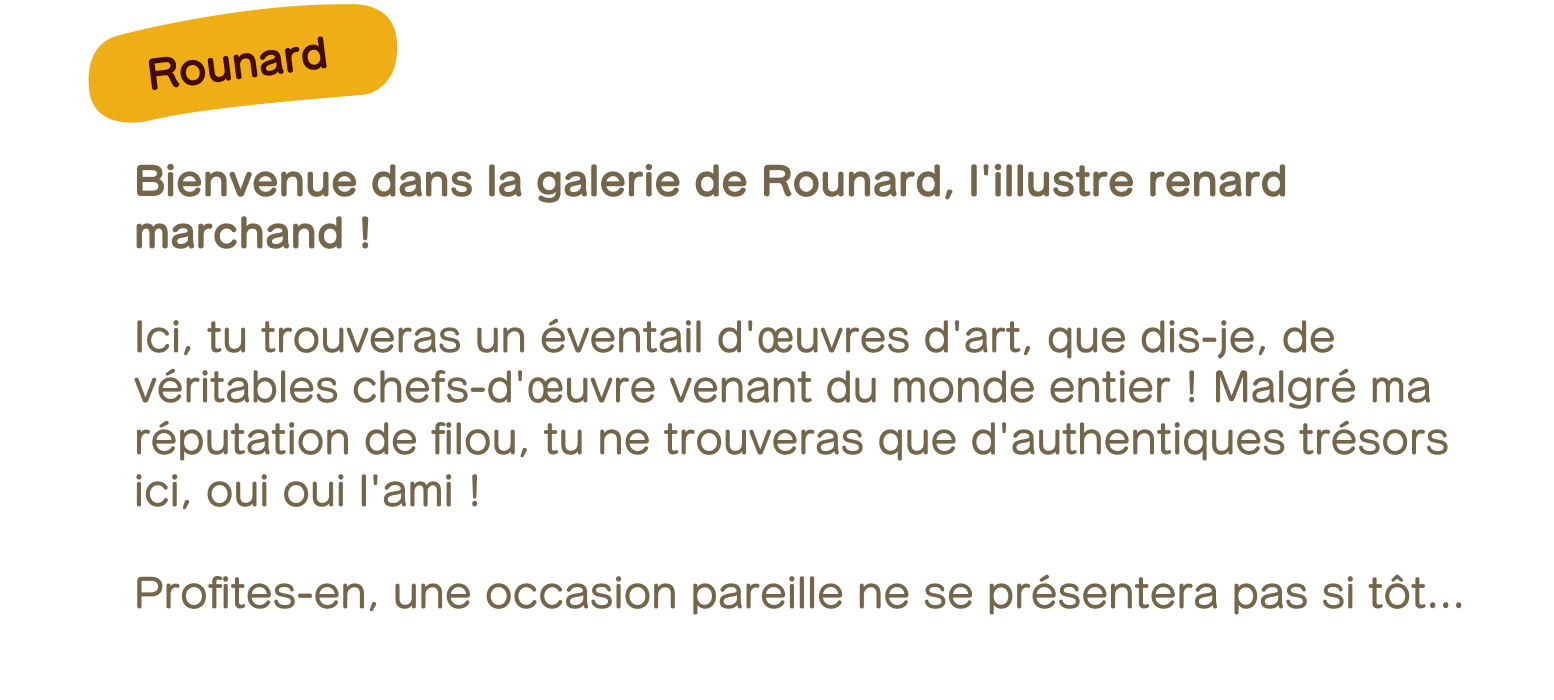 Rounard
Bienvenue dans la galerie de Rounard, l'illustre renard
marchand !
Ici, tu trouveras un éventail d'œuvres d'art, que dis-je, de
véritables chefs-d'œuvre venant du monde entier ! Malgré ma
réputation de filou, tu ne trouveras que d'authentiques trésors
ici, oui oui l'ami !
Profites-en, une occasion pareille ne se présentera pas si tôt...